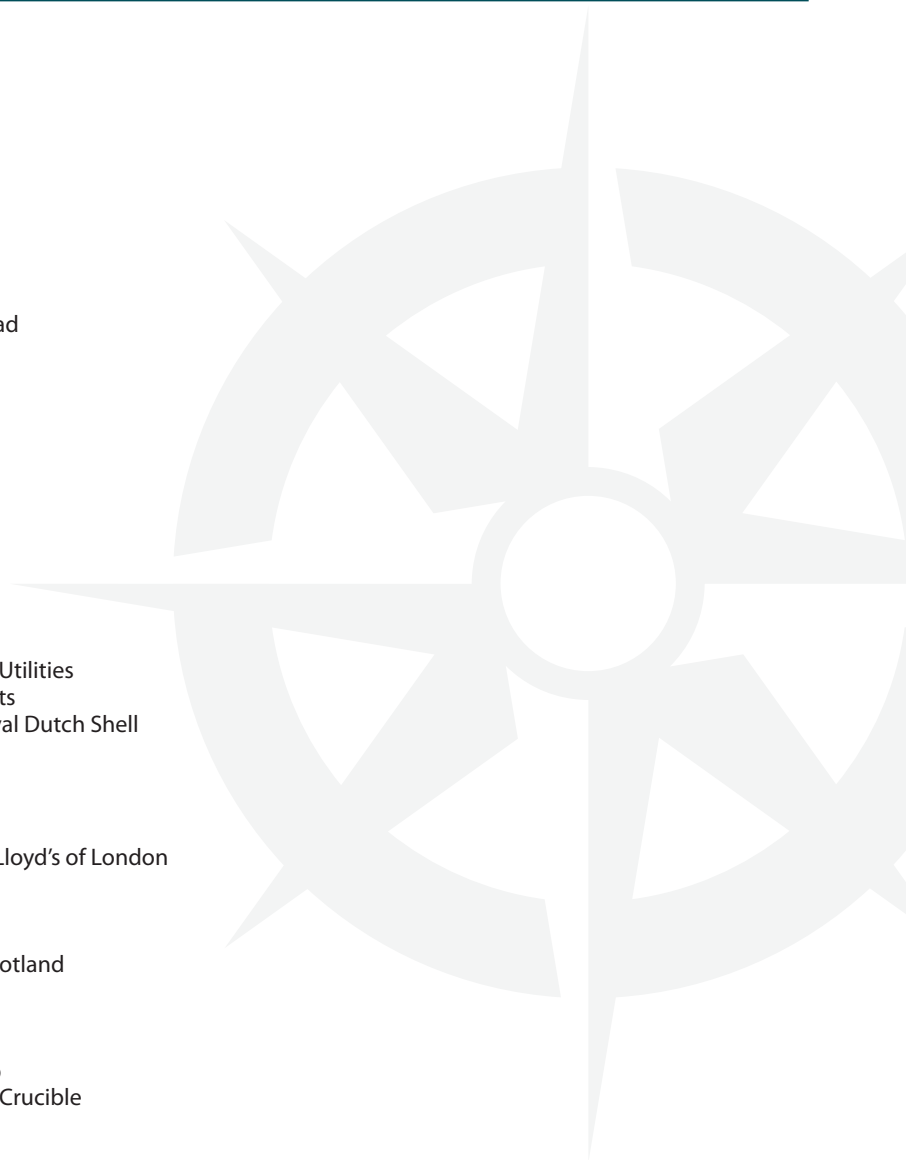 ad
Utilities
ts
al Dutch Shell
Lloyd's of London
otland
Crucible